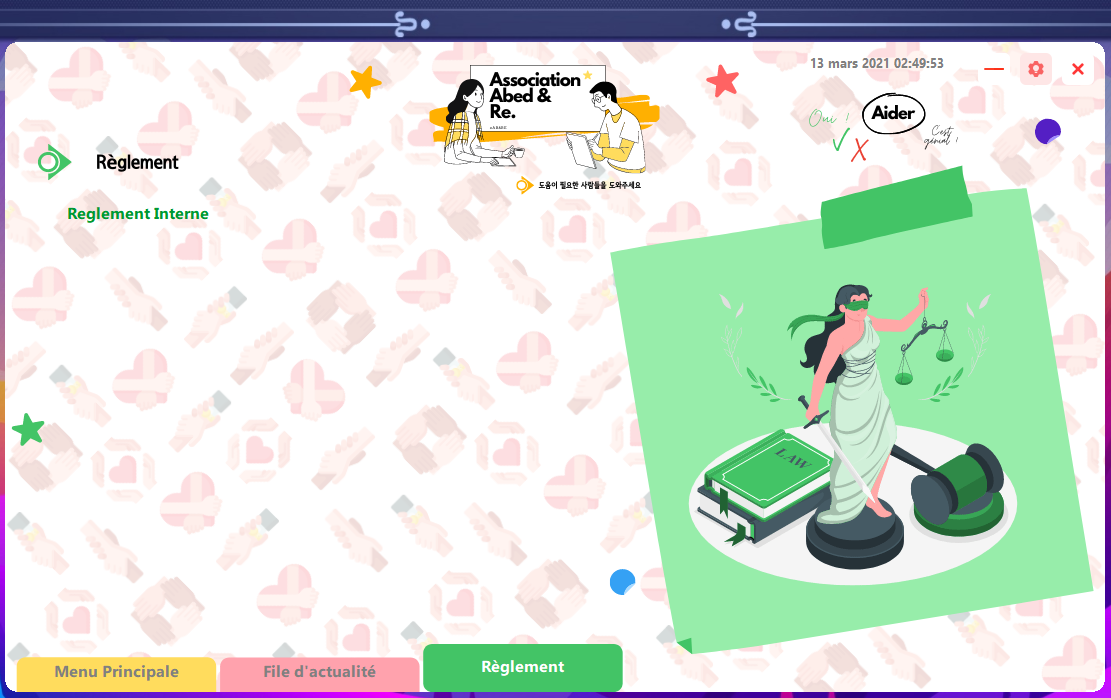 13 mars 2021 02:49:53
Association
Abed &
Re.
Oui !
Aider
C'est
génial !
도움이 필요한 사람들을 도와주세요
Règlement
Reglement Interne
LAW
Menu Principale
File d'actualité
Règlement